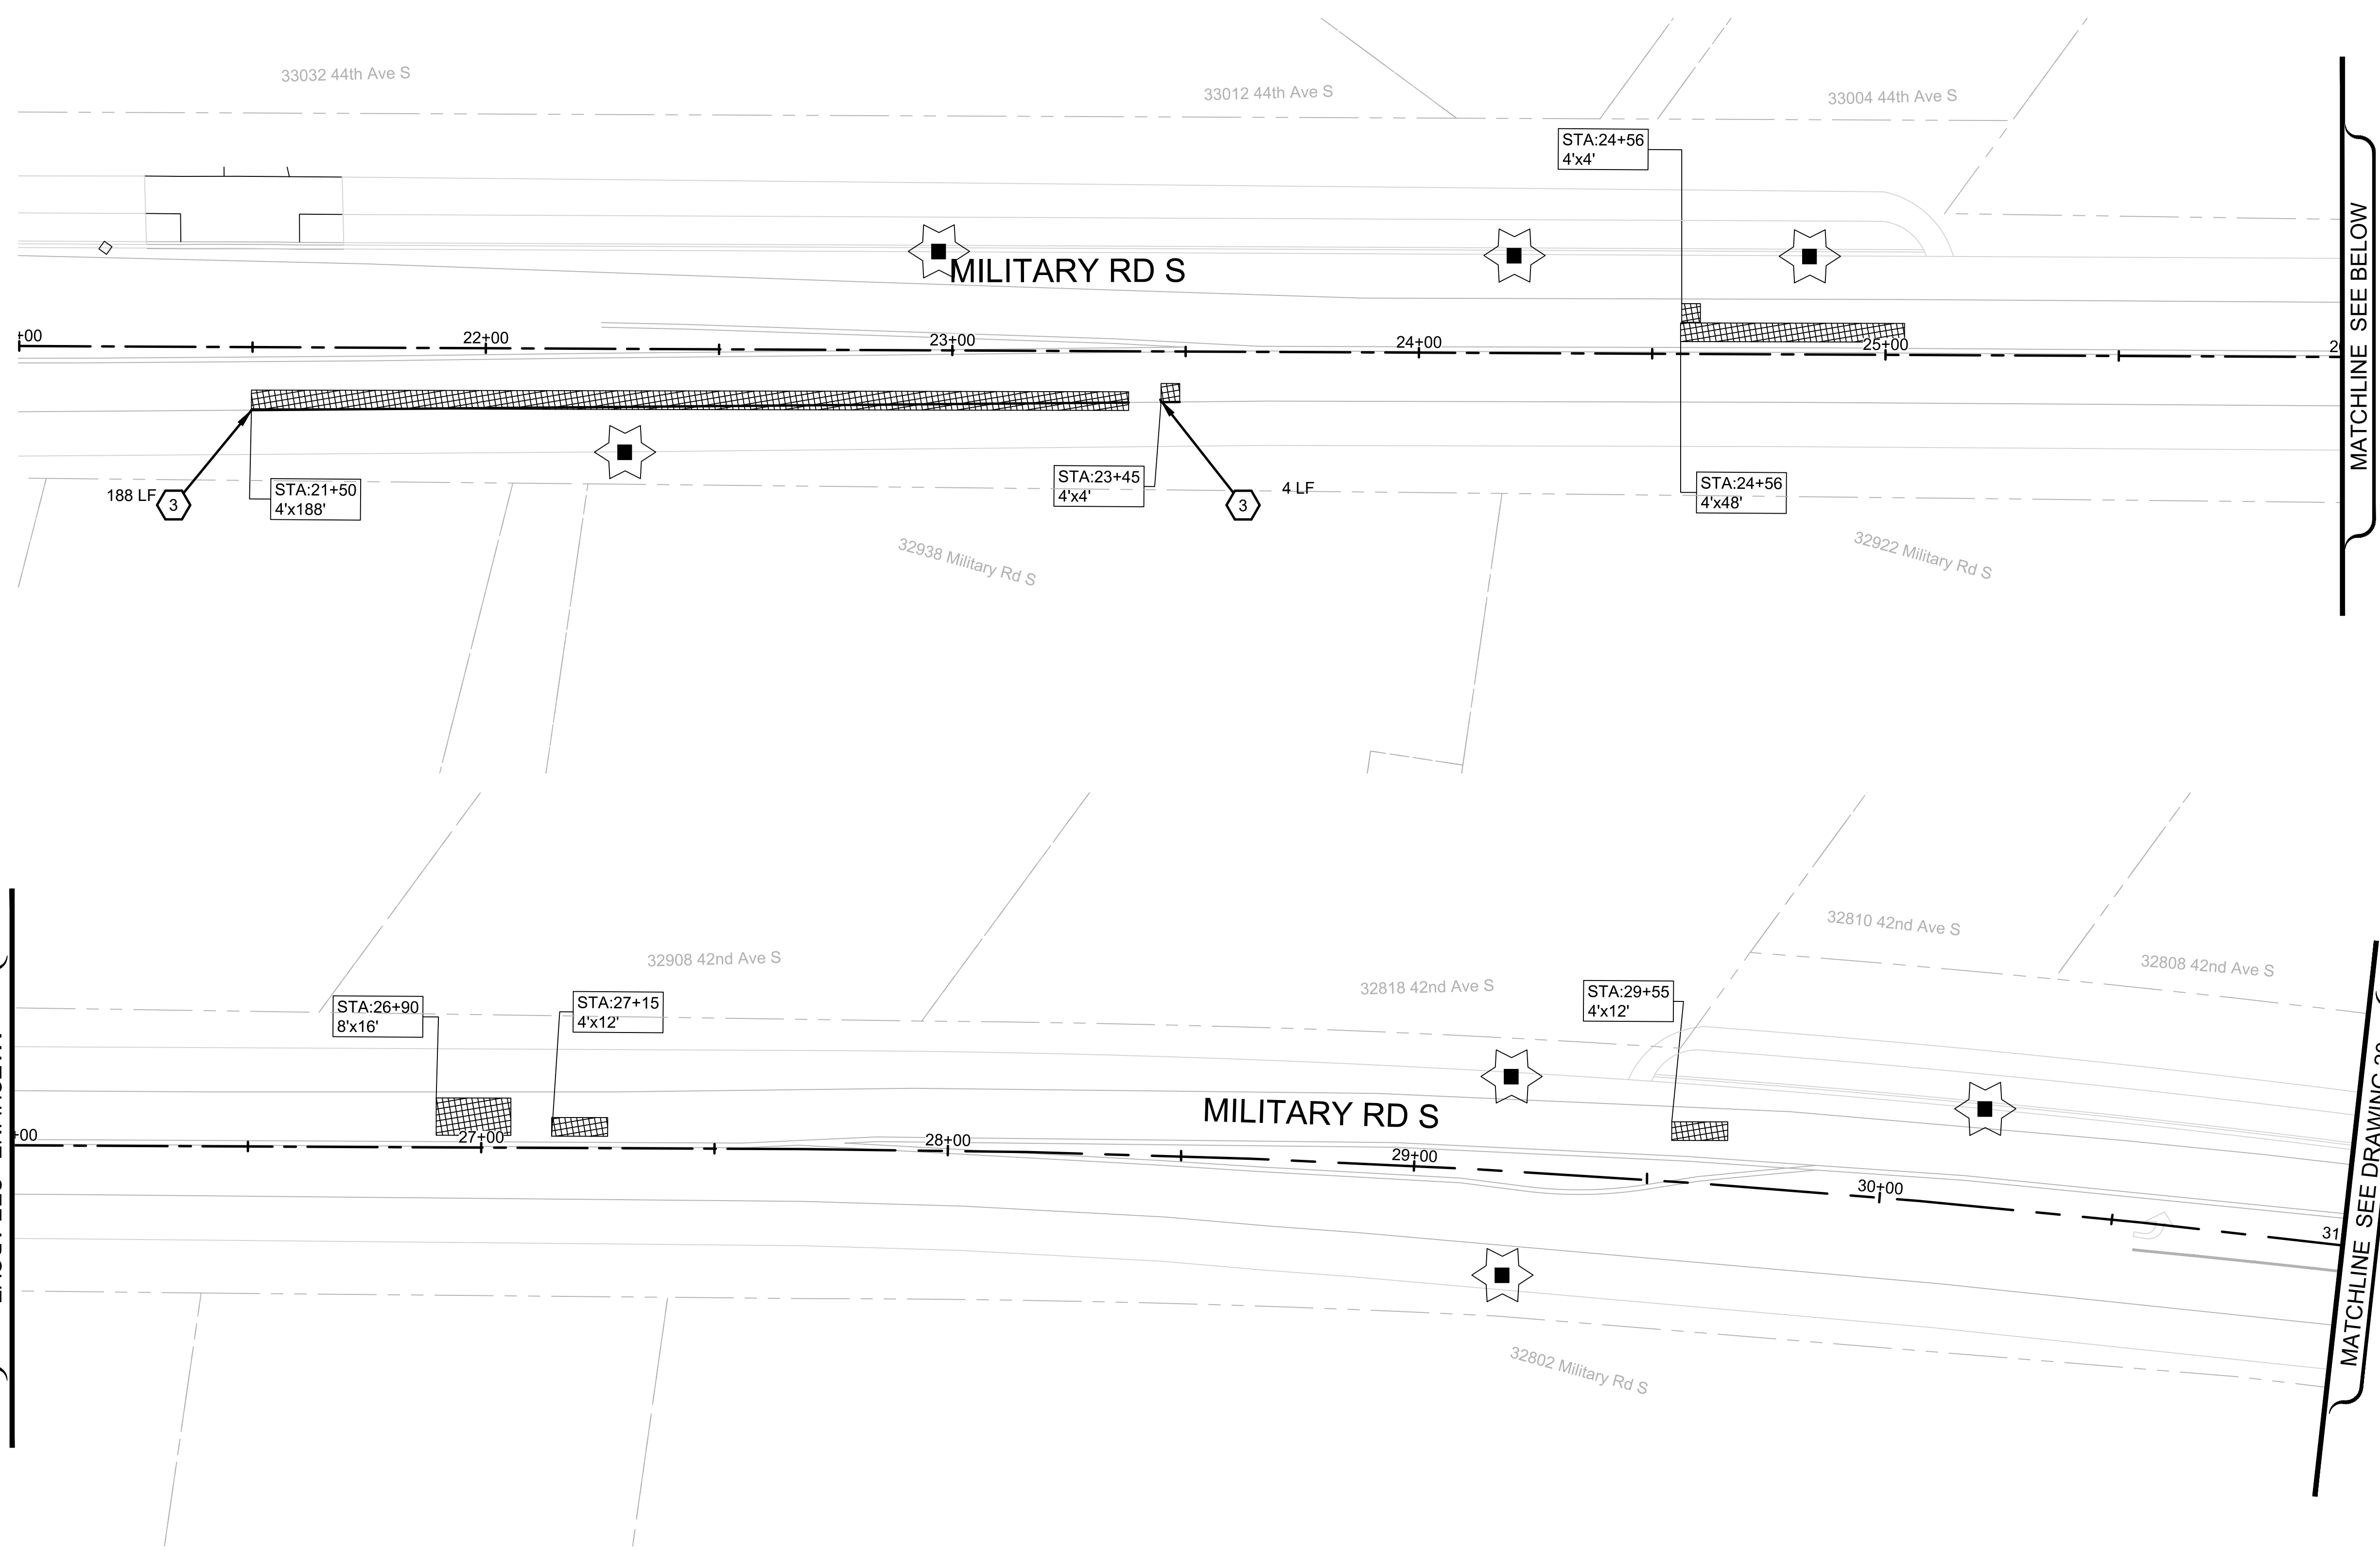 33032 44th Ave S
33012 44th Ave S
33004 44th Ave S
STA:24+56
4'x4'
MILITARY RD S
+00
22+00
23+00
24+00
25+00
MATCHLINE SEE BELOW
188 LF
3
STA:21+50
4'x188'
STA:23+45
4'x4'
3
4 LF
STA:24+56
4'x48'
32938 Military Rd S
32922 Military Rd S
32810 42nd Ave S
32908 42nd Ave S
32808 42nd Ave S
32818 42nd Ave S
STA:26+90
8'x16'
STA:27+15
4'x12'
STA:29+55
4'x12'
MILITARY RD S
+00
27+00
28+00
29+00
30+00
31
MATCHLINE SEE DRAWING
32802 Military Rd S